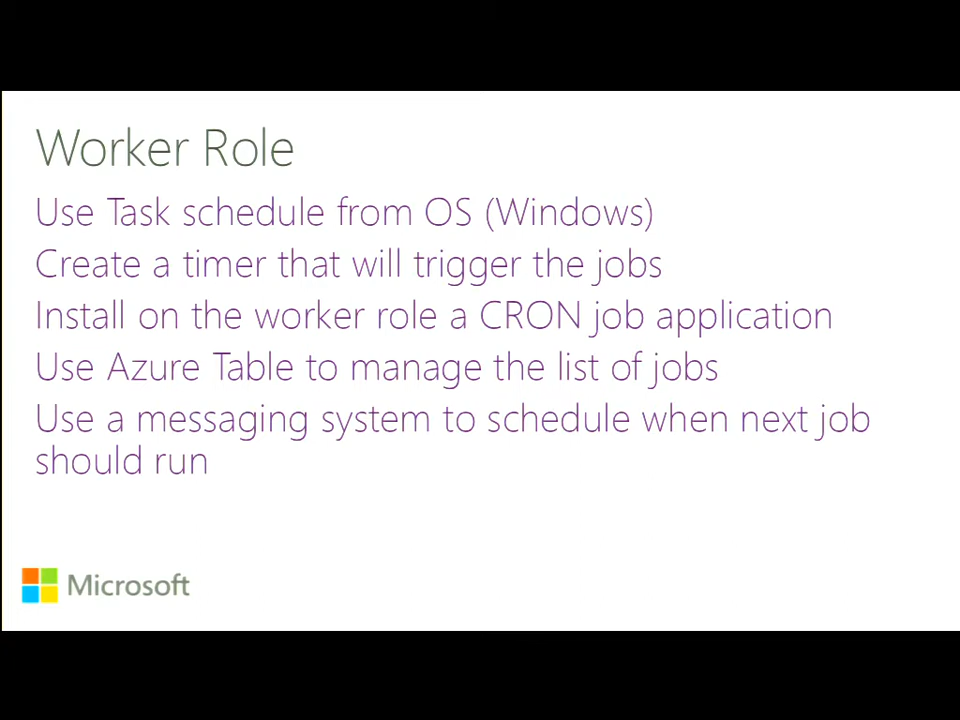 Worker Role
Use Task schedule from OS (Windows)
Create a timer that will trigger the jobs
Install on the worker role a CRON job application
Use Azure Table to manage the list of jobs
Use a messaging system to schedule when next job
should run
Microsoft